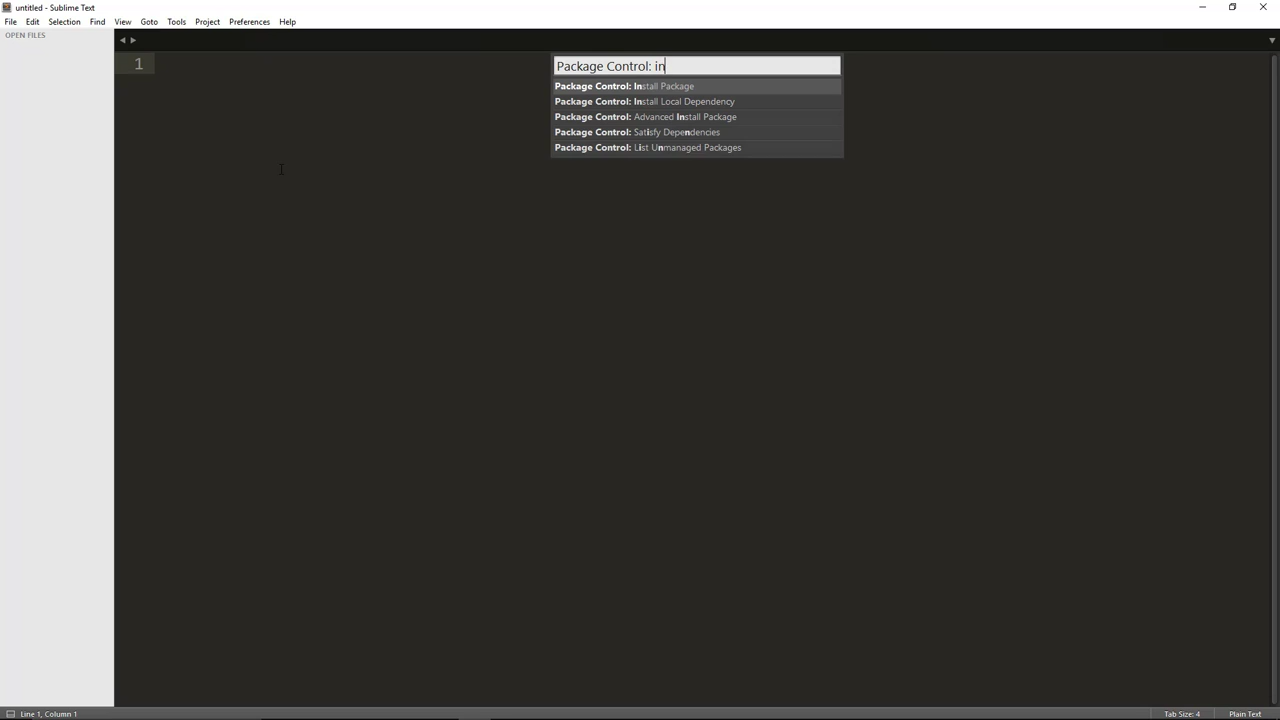 untitled - Sublime Text
File Edit Selection Find View Goto Tools Project Preferences Help
OPEN FILES
1
Package Control: in
Package Control: Install Package
Package Control: Install Local Dependency
Package Control: Advanced Install Package
Package Control: Satisfy Dependencies
Package Control: List Unmanaged Packages
Line 1, Column 1
Tab Size: 4
Plain Text